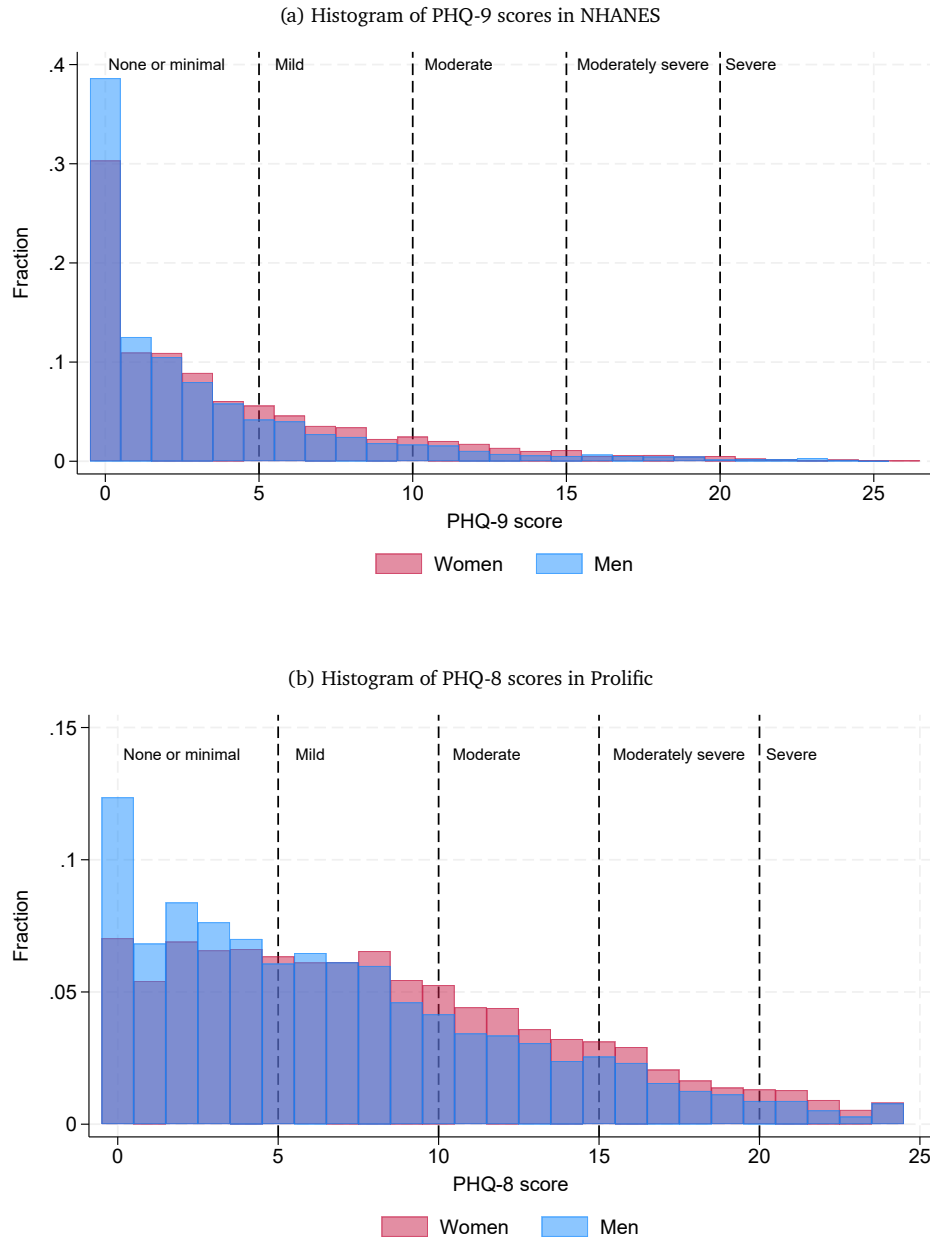 (a) Histogram of PHQ-9 scores in NHANES
None or minimal Mild Moderate Moderately severe Severe
.4
.3
.2
.1
0
Fraction
0 5 10 15 20 25
PHQ-9 score
Women Men
(b) Histogram of PHQ-8 scores in Prolific
.15
None or minimal Mild Moderate Moderately severe Severe
.1
.05
0
Fraction
0 5 10 15 20 25
PHQ-8 score
Women Men